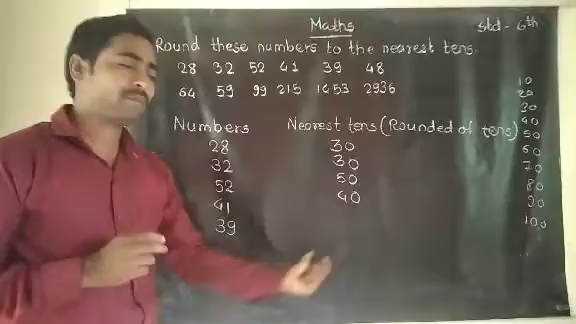 Maths
Std - 6th
Round these numbers to the nearest tens.
28 32 52 41 39 48
64 59 99 215 1453 2936
Numbers Nearest tens (Rounded of tens)
28 30
32 30
52 50
41 40
39
10
20
30
40
50
60
70
80
90
100